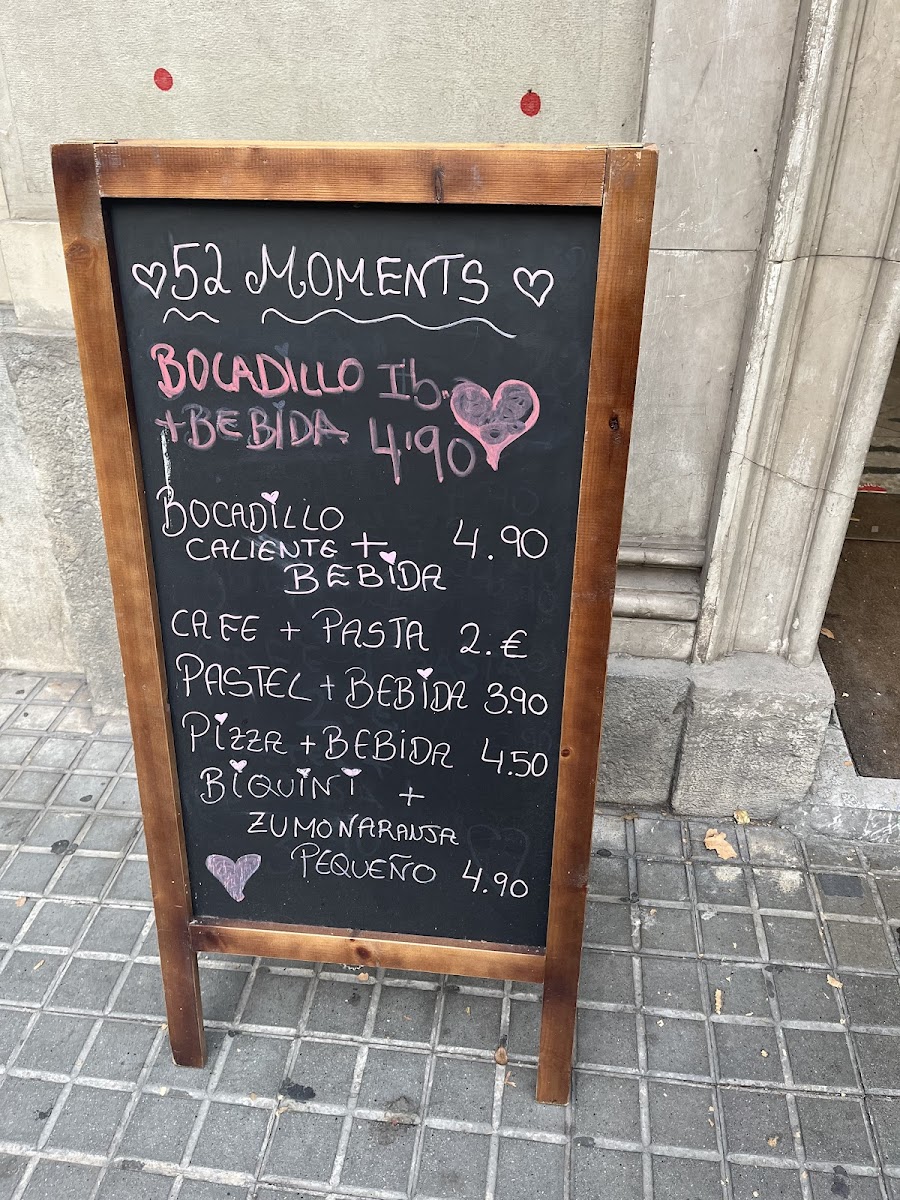 52 MOMENTS
BOCADILLO Ib.
+BEBIDA 4'90
BOCADILLO
CALIENTE + 4.90
BEBIDA
CAFE + PASTA 2.€
PASTEL + BEBIDA 3.90
PIZZA + BEBIDA 4.50
BIQUINI +
ZUMO NARANJA
PEQUEÑO 4.90